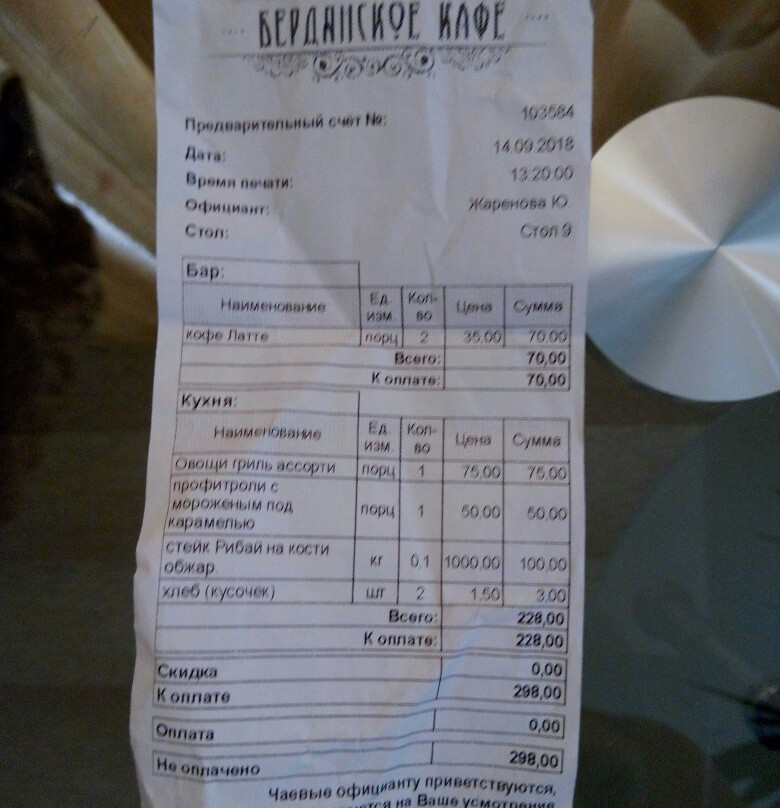 БЕРДЯНСКОЕ КАФЕ
Предварительный счёт №: 103584
Дата: 14.09.2018
Время печати: 13:20:00
Официант: Жаренова Ю.
Стол: Стол 9
Бар:
Наименование Ед. изм. Кол-во Цена Сумма
кофе Латте порц 2 35,00 70,00
Всего: 70,00
К оплате: 70,00
Кухня:
Наименование Ед. изм. Кол-во Цена Сумма
Овощи гриль ассорти порц 1 75,00 75,00
профитроли с
мороженым под
карамелью порц 1 50,00 50,00
стейк Рибай на кости
обжар. кг 0,1 1000,00 100,00
хлеб (кусочек) шт 2 1,50 3,00
Всего: 228,00
К оплате: 228,00
Скидка 0,00
К оплате 298,00
Оплата 0,00
Не оплачено 298,00
Чаевые официанту приветствуются,
на Ваше усмотрение